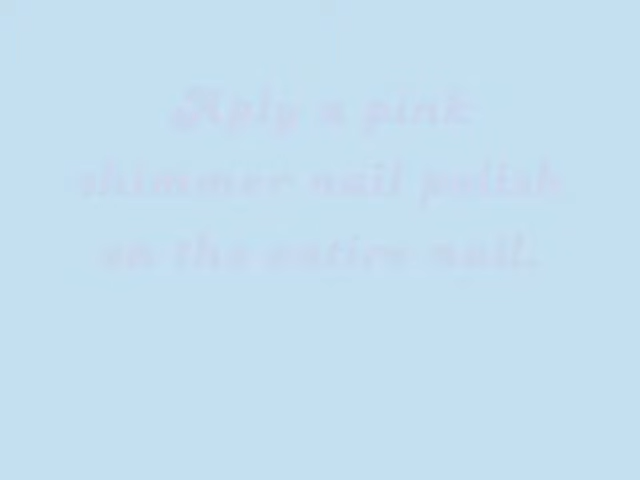 Aply a pink
shimmer nail polish
on the entire nail.